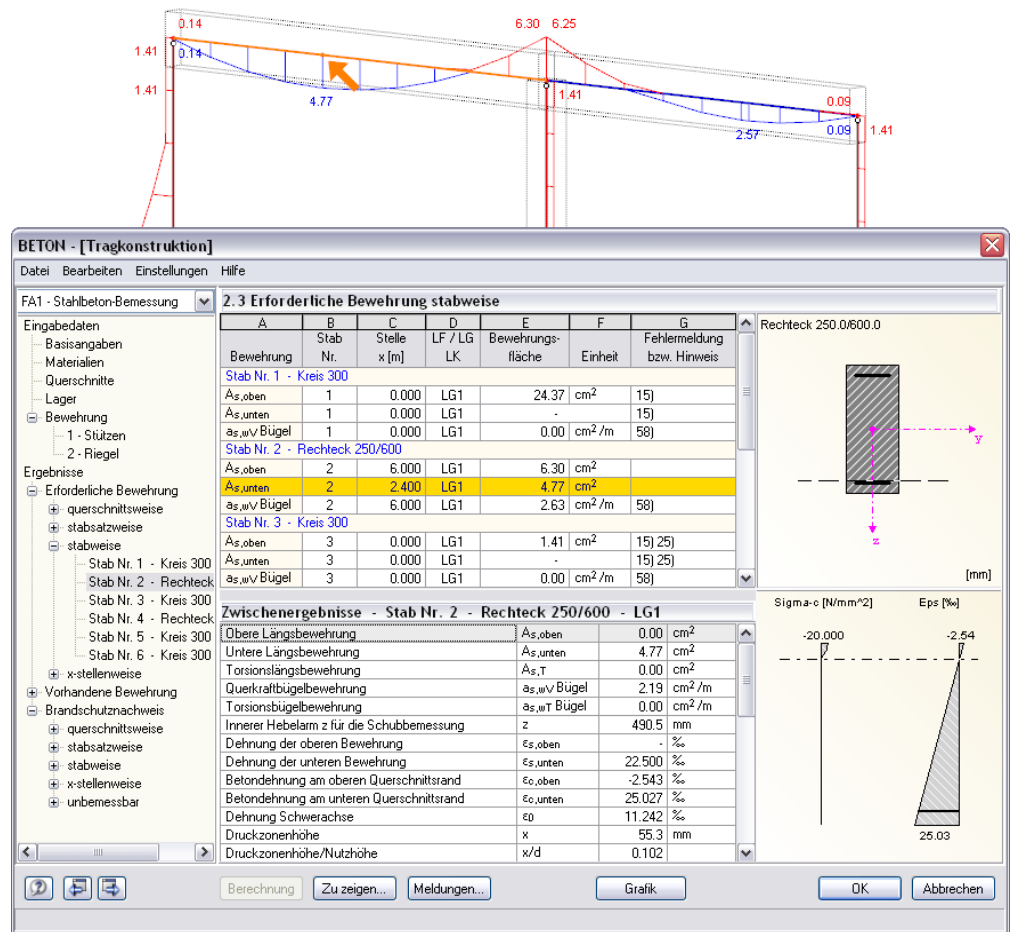 0.14
6.30 6.25
1.41
0.14
1.41
4.77
1.41
0.09
2.57
0.09
1.41
BETON - [Tragkonstruktion]
Datei Bearbeiten Einstellungen Hilfe
FA1 - Stahlbeton-Bemessung
Eingabedaten
Basisangaben
Materialien
Querschnitte
Lager
Bewehrung
1 - Stützen
2 - Riegel
Ergebnisse
Erforderliche Bewehrung
querschnittsweise
stabsatzweise
stabweise
Stab Nr. 1 - Kreis 300
Stab Nr. 2 - Rechteck
Stab Nr. 3 - Kreis 300
Stab Nr. 4 - Rechteck
Stab Nr. 5 - Kreis 300
Stab Nr. 6 - Kreis 300
x-stellenweise
Vorhandene Bewehrung
Brandschutznachweis
querschnittsweise
stabsatzweise
stabweise
x-stellenweise
unbemessbar
2.3 Erforderliche Bewehrung stabweise
A B C D E F G
Stab Stelle LF / LG Bewehrungs- Fehlermeldung
Bewehrung Nr. x [m] LK fläche Einheit bzw. Hinweis
Stab Nr. 1 - Kreis 300
As,oben 1 0.000 LG1 24.37 cm² 15)
As,unten 1 0.000 LG1 - 15)
as,wV Bügel 1 0.000 LG1 0.00 cm²/m 58)
Stab Nr. 2 - Rechteck 250/600
As,oben 2 6.000 LG1 6.30 cm²
As,unten 2 2.400 LG1 4.77 cm²
as,wV Bügel 2 6.000 LG1 2.63 cm²/m 58)
Stab Nr. 3 - Kreis 300
As,oben 3 0.000 LG1 1.41 cm² 15) 25)
As,unten 3 0.000 LG1 - 15) 25)
as,wV Bügel 3 0.000 LG1 0.00 cm²/m 58)
Rechteck 250.0/600.0
y
z
[mm]
Zwischenergebnisse - Stab Nr. 2 - Rechteck 250/600 - LG1
Obere Längsbewehrung As,oben 0.00 cm²
Untere Längsbewehrung As,unten 4.77 cm²
Torsionslängsbewehrung As,T 0.00 cm²
Querkraftbügelbewehrung as,wV Bügel 2.19 cm²/m
Torsionsbügelbewehrung as,wT Bügel 0.00 cm²/m
Innerer Hebelarm z für die Schubbemessung z 490.5 mm
Dehnung der oberen Bewehrung εs,oben - ‰
Dehnung der unteren Bewehrung εs,unten 22.500 ‰
Betondehnung am oberen Querschnittsrand εc,oben -2.543 ‰
Betondehnung am unteren Querschnittsrand εc,unten 25.027 ‰
Dehnung Schwerachse ε0 11.242 ‰
Druckzonenhöhe x 55.3 mm
Druckzonenhöhe/Nutzhöhe x/d 0.102
Sigma-c [N/mm^2] Eps [‰]
-20.000 -2.54
25.03
Berechnung Zu zeigen... Meldungen... Grafik OK Abbrechen